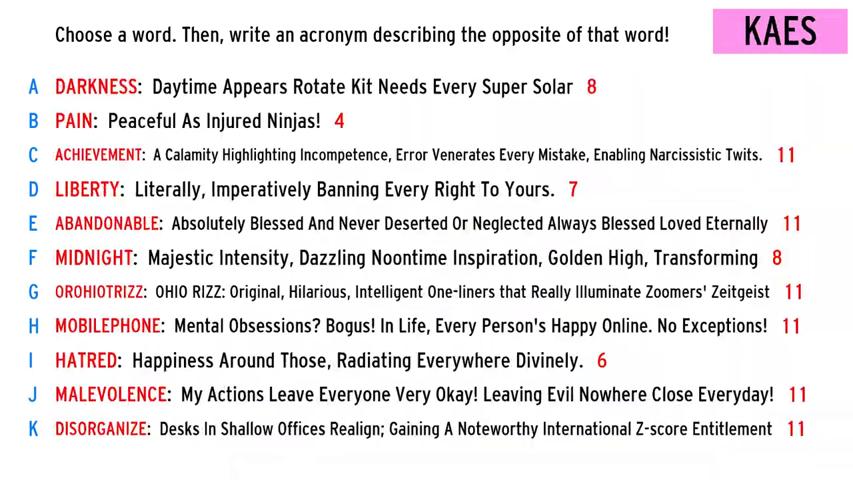 Choose a word. Then, write an acronym describing the opposite of that word!
KAES
A DARKNESS: Daytime Appears Rotate Kit Needs Every Super Solar 8
B PAIN: Peaceful As Injured Ninjas! 4
C ACHIEVEMENT: A Calamity Highlighting Incompetence, Error Venerates Every Mistake, Enabling Narcissistic Twits. 11
D LIBERTY: Literally, Imperatively Banning Every Right To Yours. 7
E ABANDONABLE: Absolutely Blessed And Never Deserted Or Neglected Always Blessed Loved Eternally 11
F MIDNIGHT: Majestic Intensity, Dazzling Noontime Inspiration, Golden High, Transforming 8
G OROHIOTRIZZ: OHIO RIZZ: Original, Hilarious, Intelligent One-liners that Really Illuminate Zoomers' Zeitgeist 11
H MOBILEPHONE: Mental Obsessions? Bogus! In Life, Every Person's Happy Online. No Exceptions! 11
I HATRED: Happiness Around Those, Radiating Everywhere Divinely. 6
J MALEVOLENCE: My Actions Leave Everyone Very Okay! Leaving Evil Nowhere Close Everyday! 11
K DISORGANIZE: Desks In Shallow Offices Realign; Gaining A Noteworthy International Z-score Entitlement 11